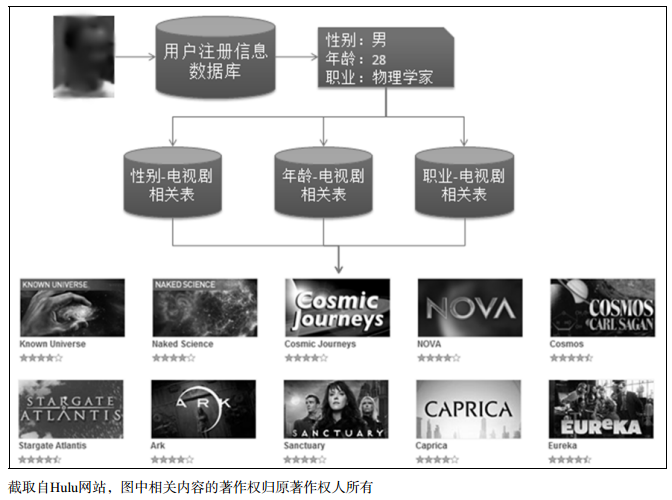 用户注册信息
数据库
性别：男
年龄：28
职业：物理学家
性别-电视剧
相关表
年龄-电视剧
相关表
职业-电视剧
相关表
KNOWN UNIVERSE
NAKED SCIENCE
Cosmic
Journeys
NOVA
COSMOS
CARL SAGAN
Known Universe
Naked Science
Cosmic Journeys
NOVA
Cosmos
STARGATE
ATLANTIS
ARK
SANCTUARY
CAPRICA
EUReKA
Stargate Atlantis
Ark
Sanctuary
Caprica
Eureka
截取自Hulu网站，图中相关内容的著作权归原著作权人所有